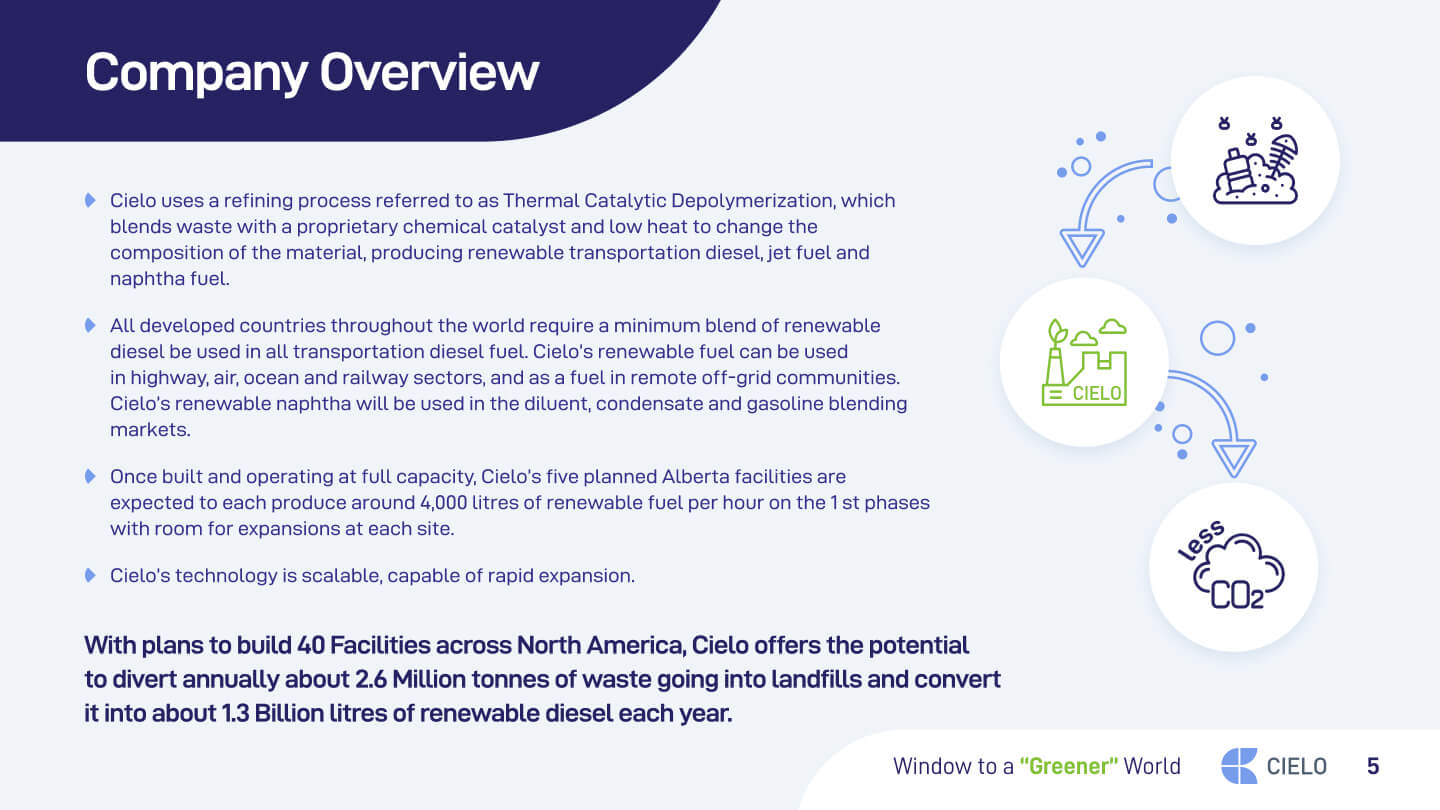 Company Overview
Cielo uses a refining process referred to as Thermal Catalytic Depolymerization, which
blends waste with a proprietary chemical catalyst and low heat to change the
composition of the material, producing renewable transportation diesel, jet fuel and
naphtha fuel.
All developed countries throughout the world require a minimum blend of renewable
diesel be used in all transportation diesel fuel. Cielo's renewable fuel can be used
in highway, air, ocean and railway sectors, and as a fuel in remote off-grid communities.
Cielo's renewable naphtha will be used in the diluent, condensate and gasoline blending
markets.
Once built and operating at full capacity, Cielo's five planned Alberta facilities are
expected to each produce around 4,000 litres of renewable fuel per hour on the 1 st phases
with room for expansions at each site.
Cielo's technology is scalable, capable of rapid expansion.
With plans to build 40 Facilities across North America, Cielo offers the potential
to divert annually about 2.6 Million tonnes of waste going into landfills and convert
it into about 1.3 Billion litres of renewable diesel each year.
CIELO
less
CO2
Window to a "Greener" World
CIELO
5